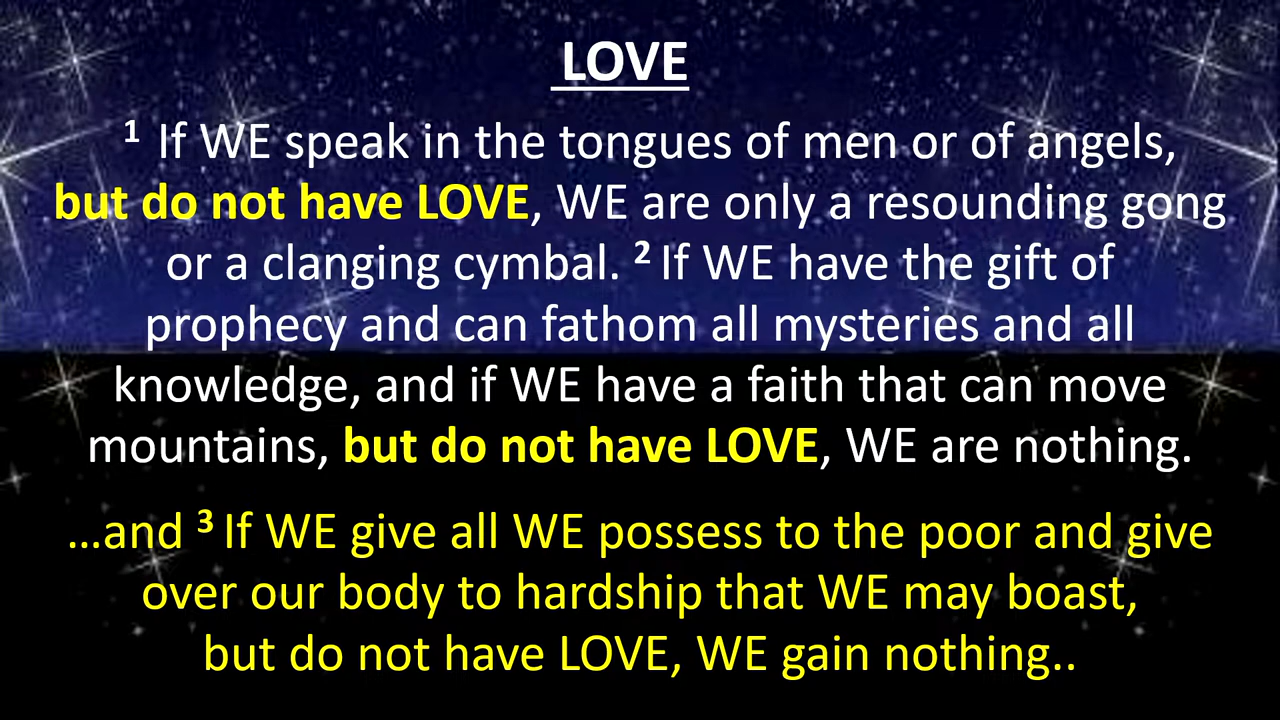 LOVE
¹ If WE speak in the tongues of men or of angels,
but do not have LOVE, WE are only a resounding gong
or a clanging cymbal. ² If WE have the gift of
prophecy and can fathom all mysteries and all
knowledge, and if WE have a faith that can move
mountains, but do not have LOVE, WE are nothing.
…and ³ If WE give all WE possess to the poor and give
over our body to hardship that WE may boast,
but do not have LOVE, WE gain nothing..